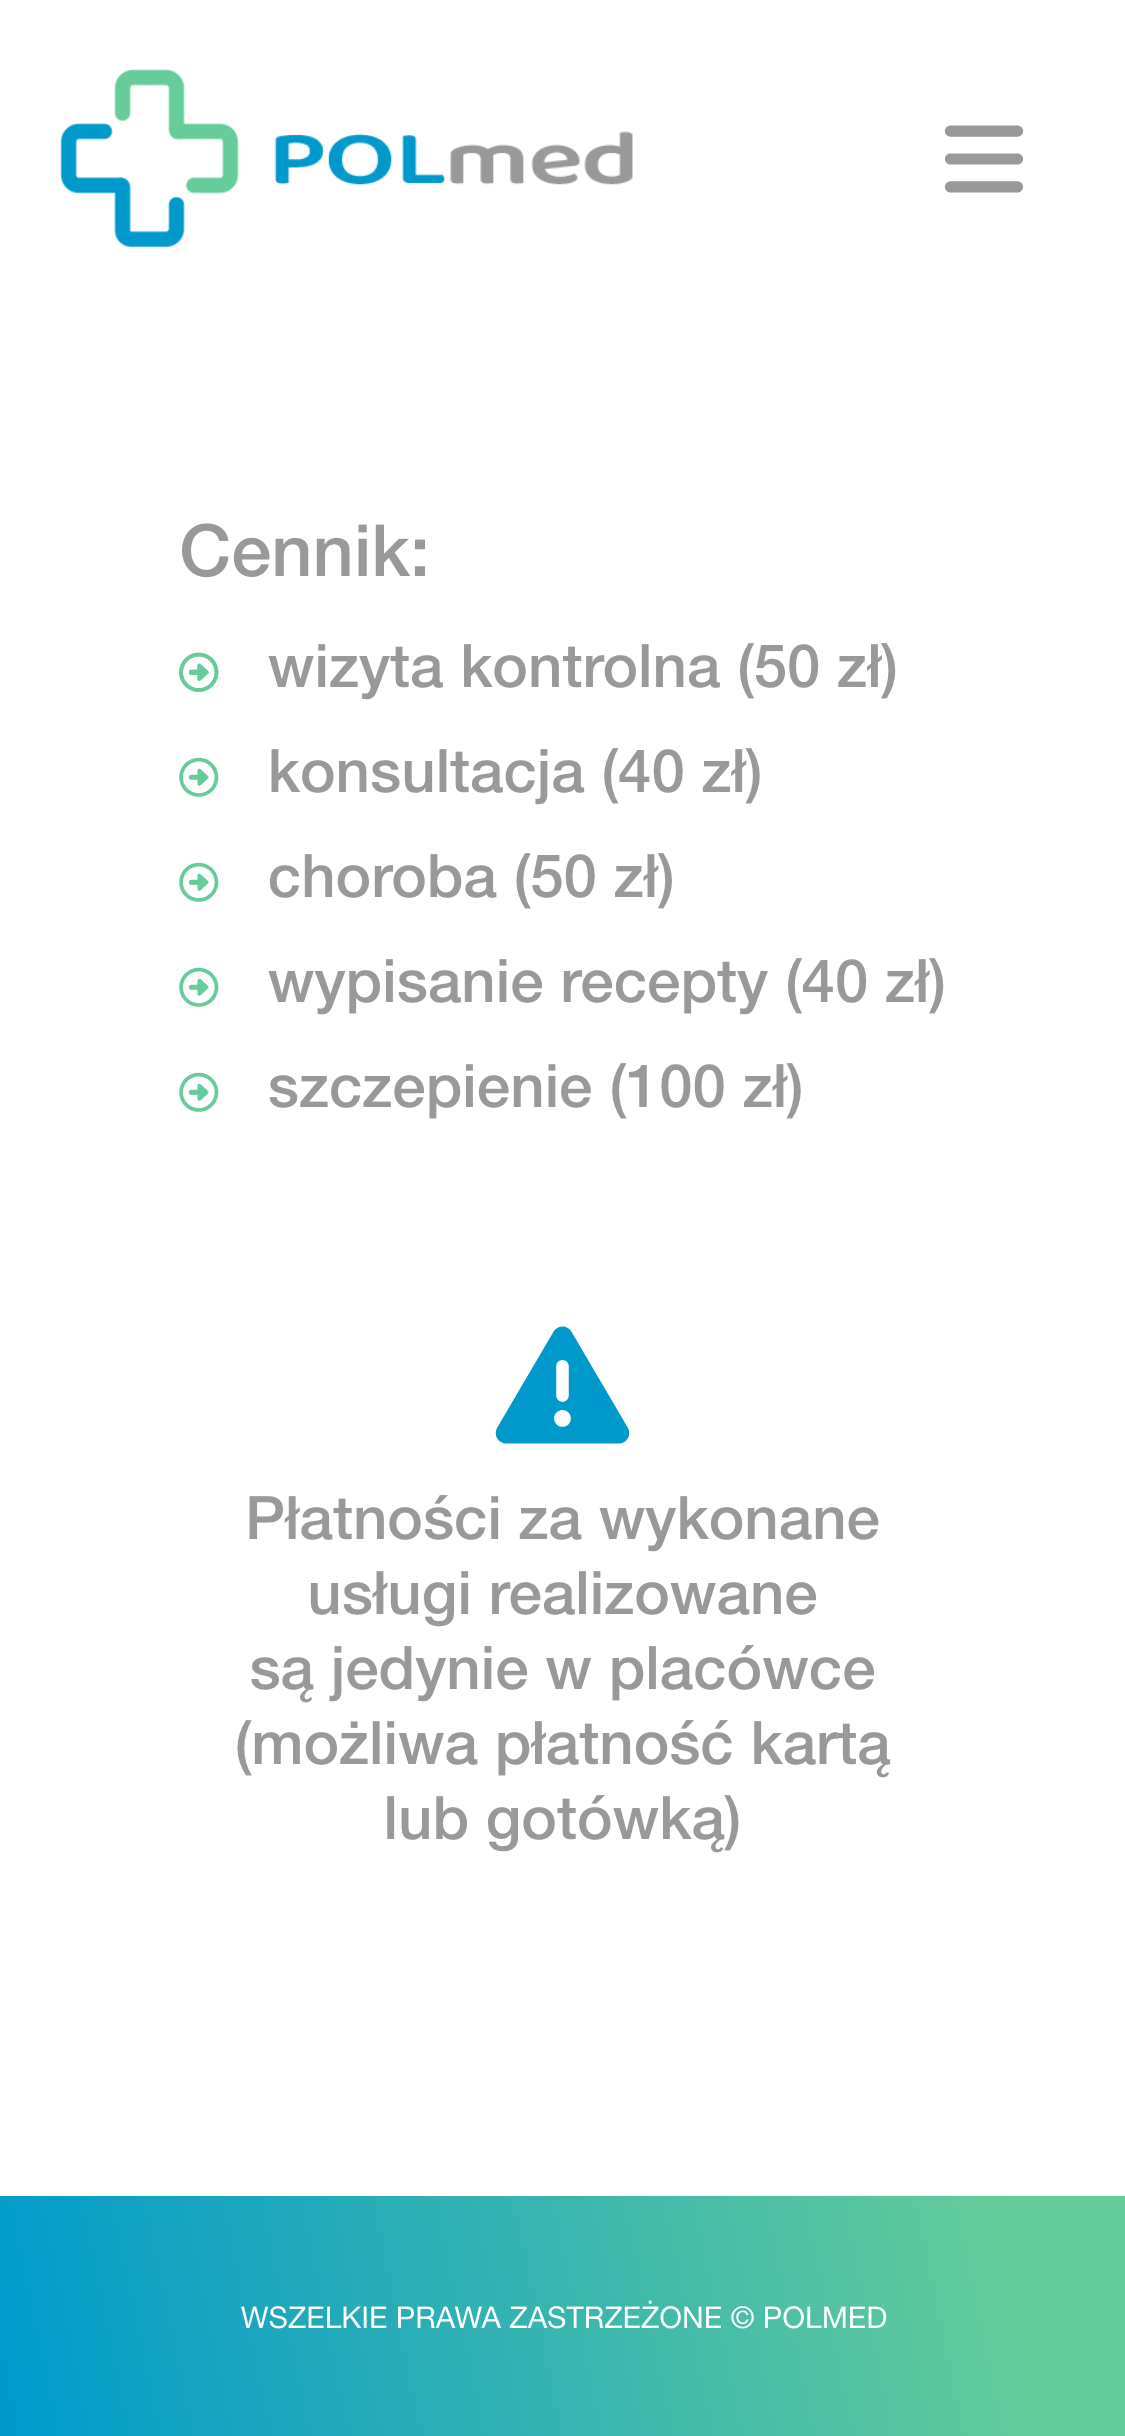 POLmed
Cennik:
wizyta kontrolna (50 zł)
konsultacja (40 zł)
choroba (50 zł)
wypisanie recepty (40 zł)
szczepienie (100 zł)
Płatności za wykonane
usługi realizowane
są jedynie w placówce
(możliwa płatność kartą
lub gotówką)
WSZELKIE PRAWA ZASTRZEŻONE © POLMED